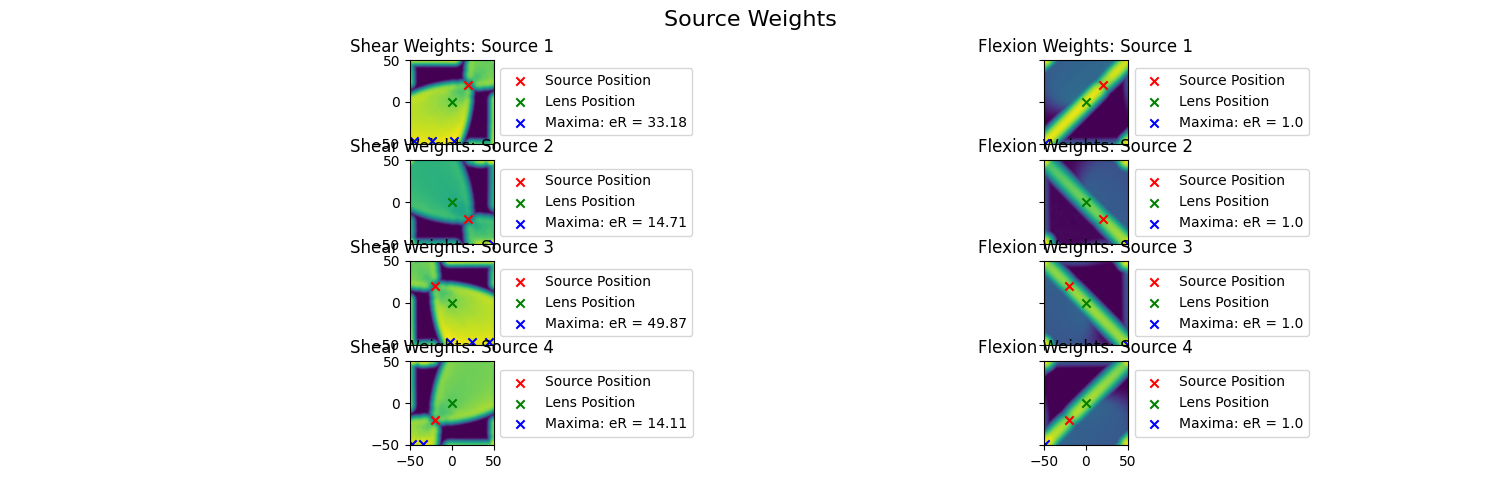 Source Weights
Shear Weights: Source 1
Flexion Weights: Source 1
50
0
−50
Source Position
Lens Position
Maxima: eR = 33.18
Source Position
Lens Position
Maxima: eR = 1.0
Shear Weights: Source 2
Flexion Weights: Source 2
50
0
−50
Source Position
Lens Position
Maxima: eR = 14.71
Source Position
Lens Position
Maxima: eR = 1.0
Shear Weights: Source 3
Flexion Weights: Source 3
50
0
−50
Source Position
Lens Position
Maxima: eR = 49.87
Source Position
Lens Position
Maxima: eR = 1.0
Shear Weights: Source 4
Flexion Weights: Source 4
50
0
−50
Source Position
Lens Position
Maxima: eR = 14.11
Source Position
Lens Position
Maxima: eR = 1.0
−50 0 50
−50 0 50